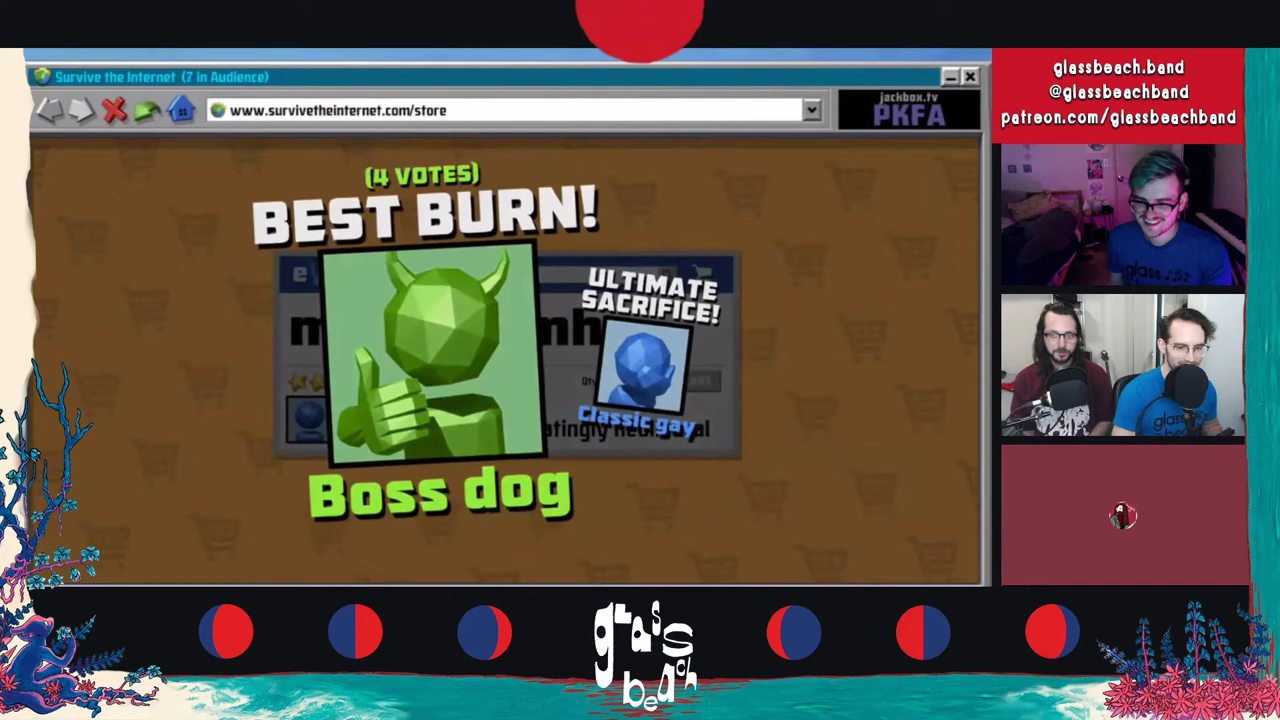 Survive the Internet (7 in Audience)
www.survivetheinternet.com/store
jackbox.tv
PKFA
(4 VOTES)
BEST BURN!
Boss dog
ULTIMATE
SACRIFICE!
Classic gay
glassbeach.band
@glassbeachband
patreon.com/glassbeachband
glass
beach